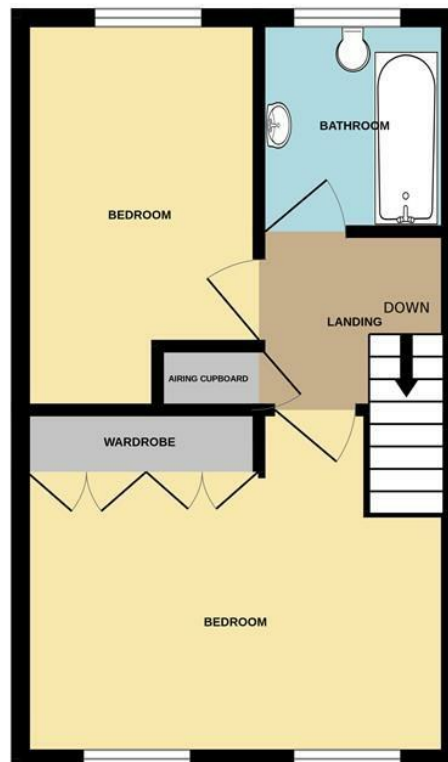 BATHROOM
BEDROOM
DOWN
LANDING
AIRING CUPBOARD
WARDROBE
BEDROOM